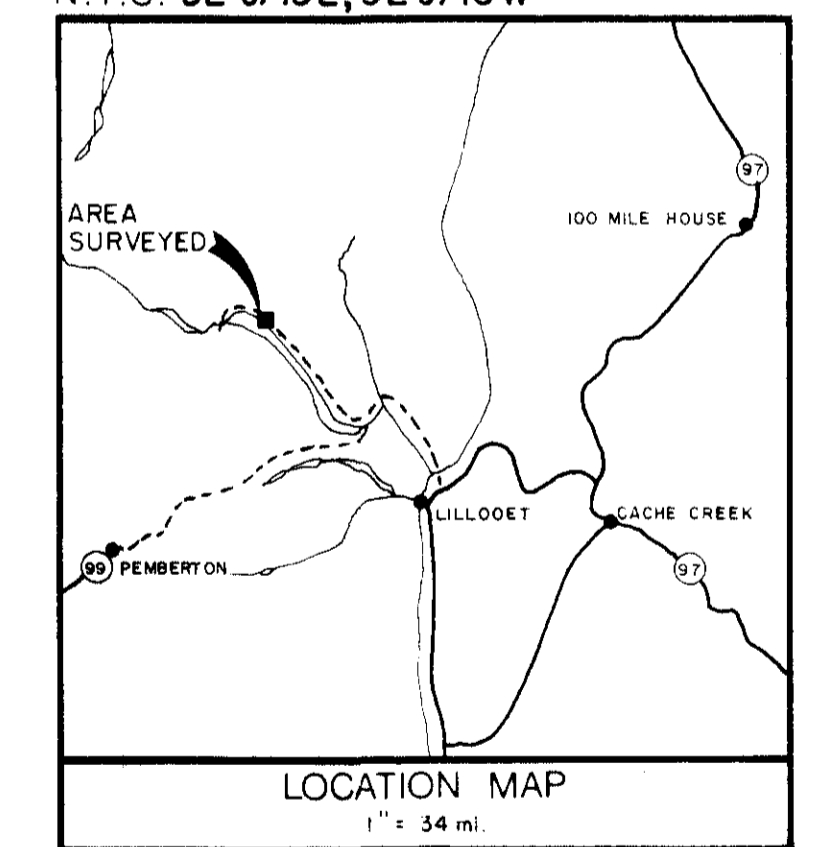 97
100 MILE HOUSE
AREA
SURVEYED
LILLOOET
CACHE CREEK
99 PEMBERTON
97
LOCATION MAP
1" = 34 mi.